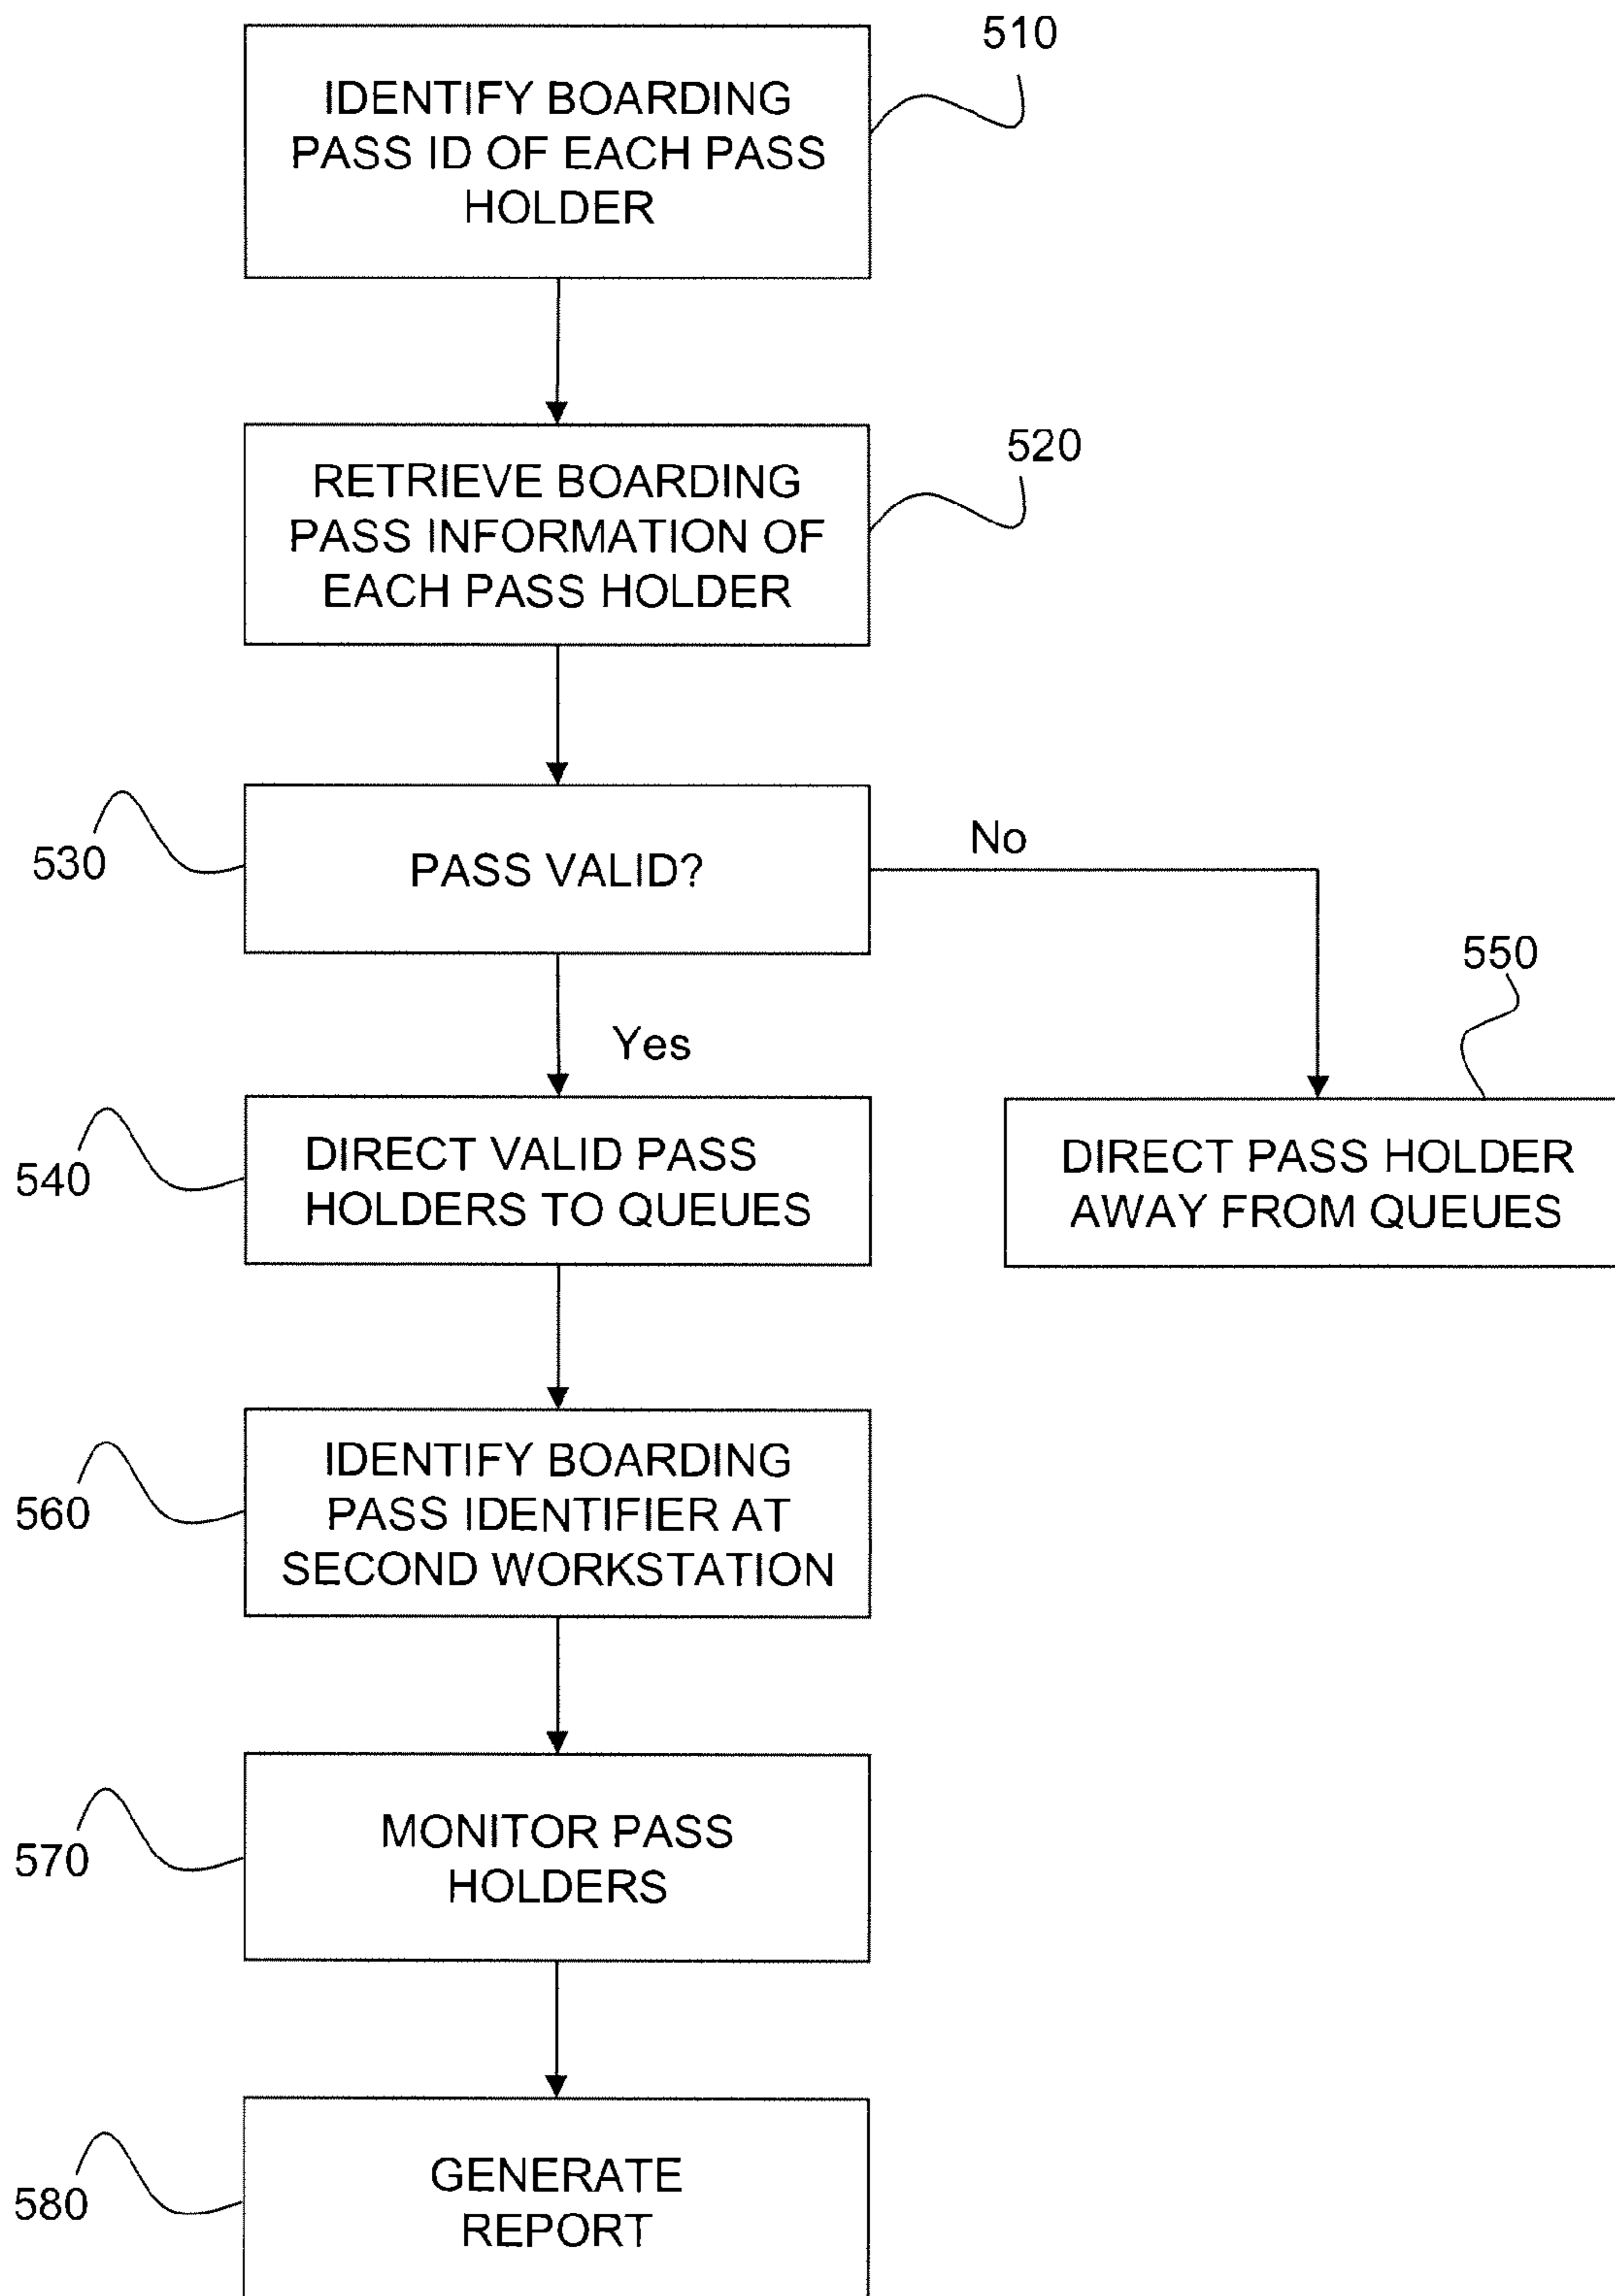 510
IDENTIFY BOARDING
PASS ID OF EACH PASS
HOLDER
520
RETRIEVE BOARDING
PASS INFORMATION OF
EACH PASS HOLDER
530
PASS VALID?
No
550
Yes
540
DIRECT VALID PASS
HOLDERS TO QUEUES
DIRECT PASS HOLDER
AWAY FROM QUEUES
560
IDENTIFY BOARDING
PASS IDENTIFIER AT
SECOND WORKSTATION
570
MONITOR PASS
HOLDERS
580
GENERATE
REPORT